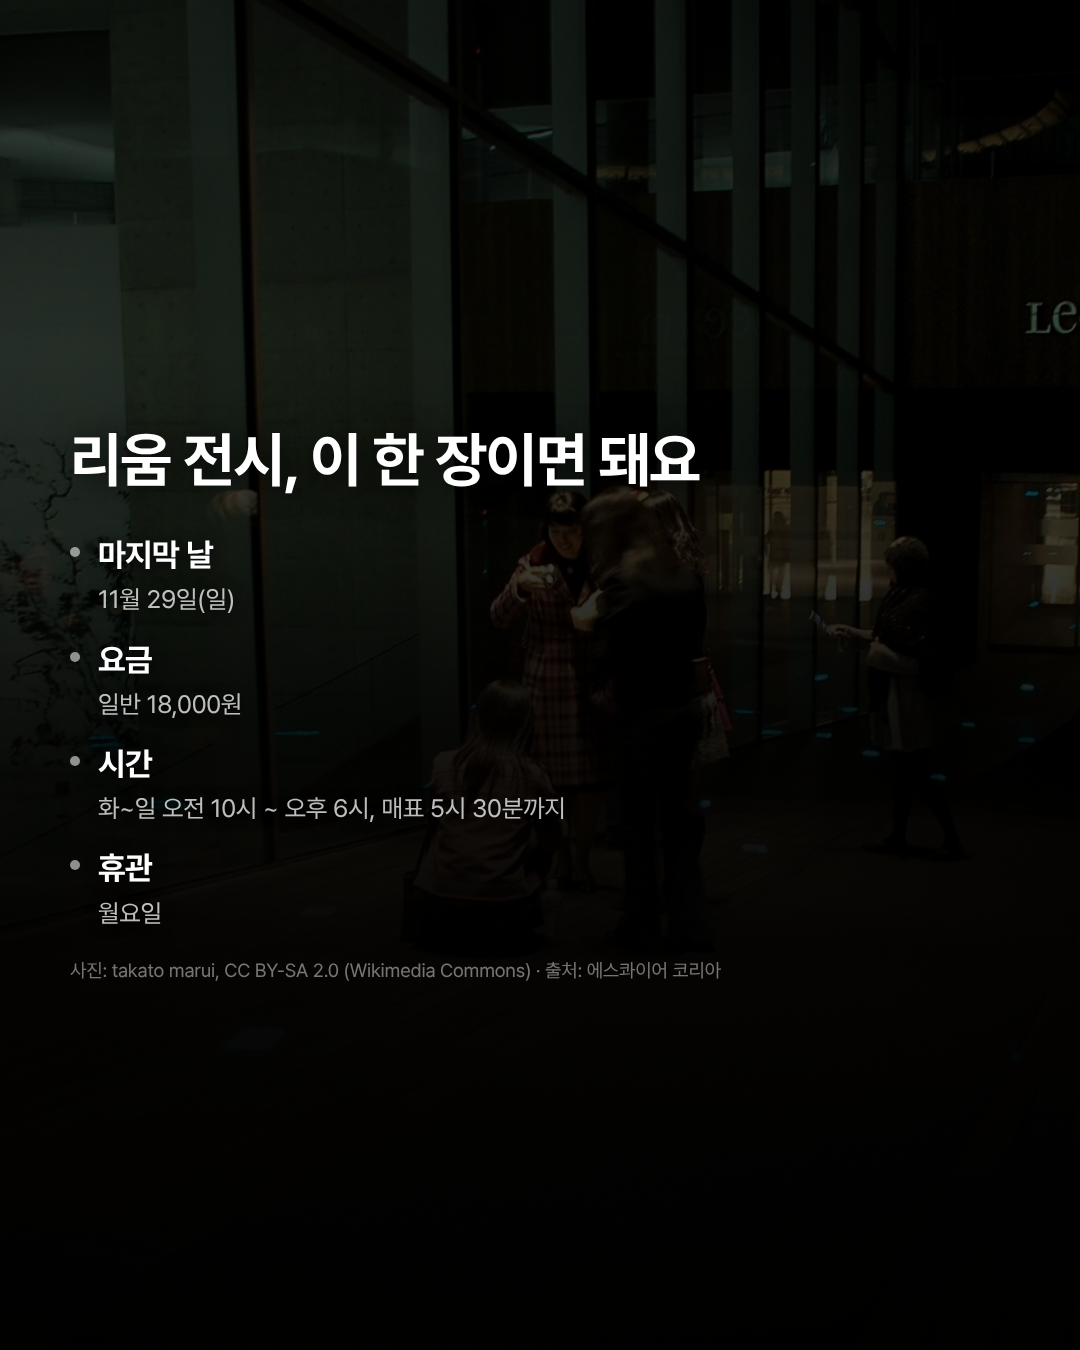 Le
리움 전시, 이 한 장이면 돼요
마지막 날
11월 29일(일)
요금
일반 18,000원
시간
화~일 오전 10시 ~ 오후 6시, 매표 5시 30분까지
휴관
월요일
사진: takato marui, CC BY-SA 2.0 (Wikimedia Commons) · 출처: 에스콰이어 코리아